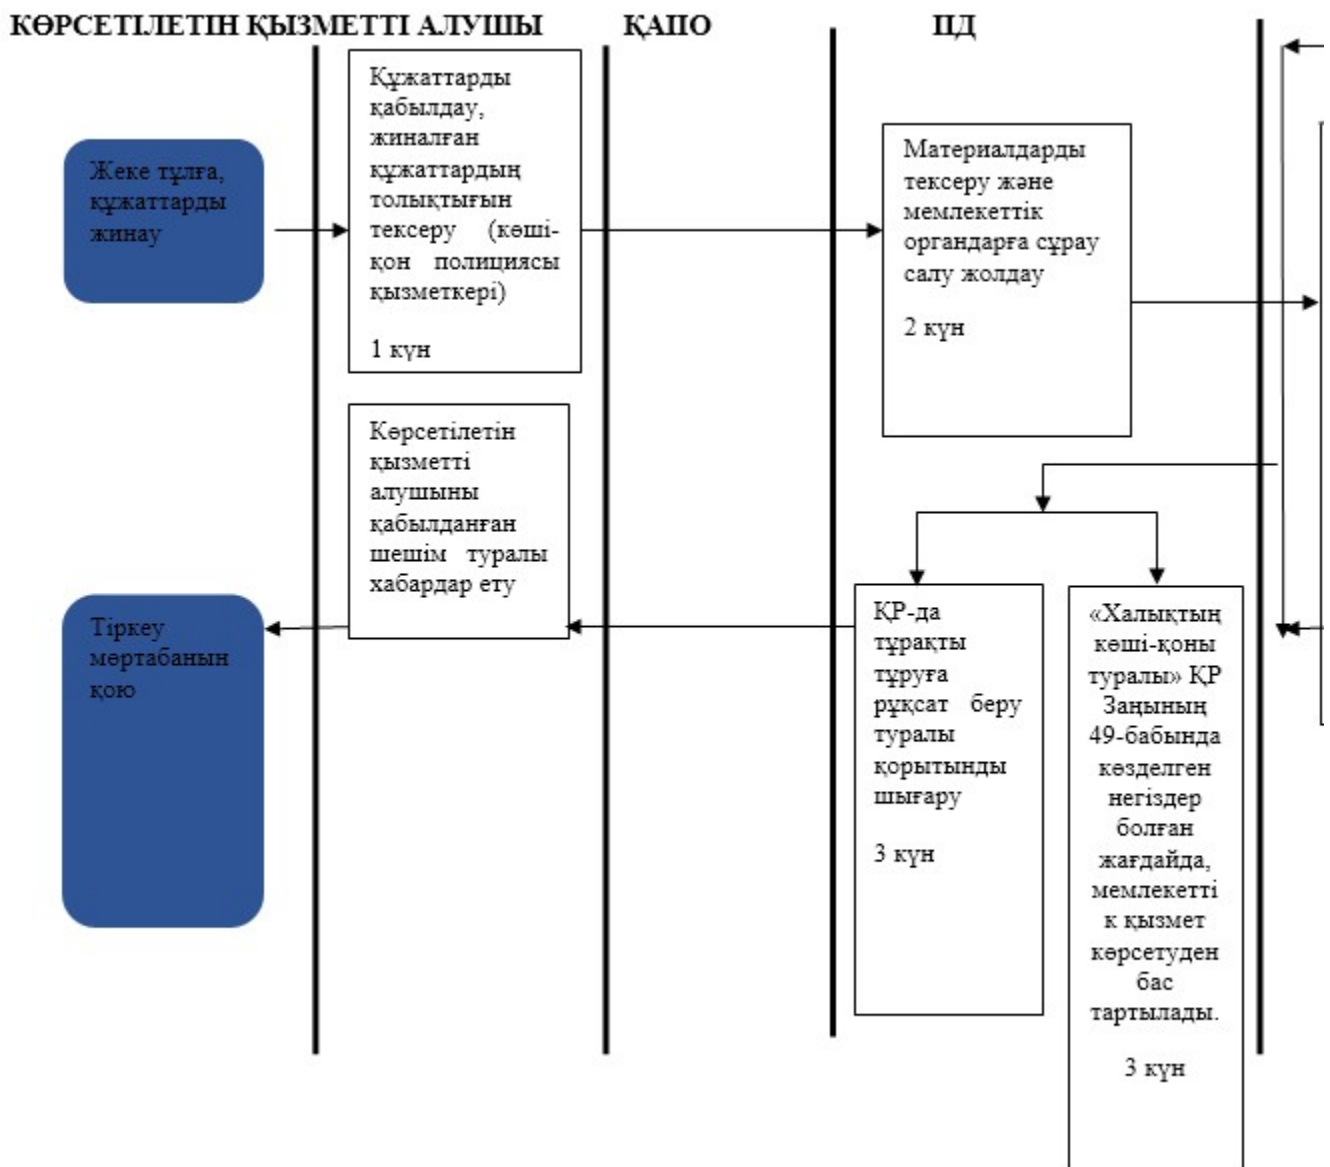 КӨРСЕТІЛЕТІН ҚЫЗМЕТТІ АЛУШЫ ҚАПО ПД
Жеке тұлға,
құжаттарды
жинау
Құжаттарды
қабылдау,
жиналған
құжаттардың
толықтығын
тексеру (көші-
қон полициясы
қызметкері)
1 күн
Материалдарды
тексеру және
мемлекеттік
органдарға сұрау
салу жолдау
2 күн
Көрсетілетін
қызметті
алушыны
қабылданған
шешім туралы
хабардар ету
Тіркеу
мөртабанын
қою
ҚР-да
тұрақты
тұруға
рұқсат беру
туралы
қорытынды
шығару
3 күн
«Халықтың
көші-қоны
туралы» ҚР
Заңының
49-бабында
көзделген
негіздер
болған
жағдайда,
мемлекетті
к қызмет
көрсетуден
бас
тартылады.
3 күн